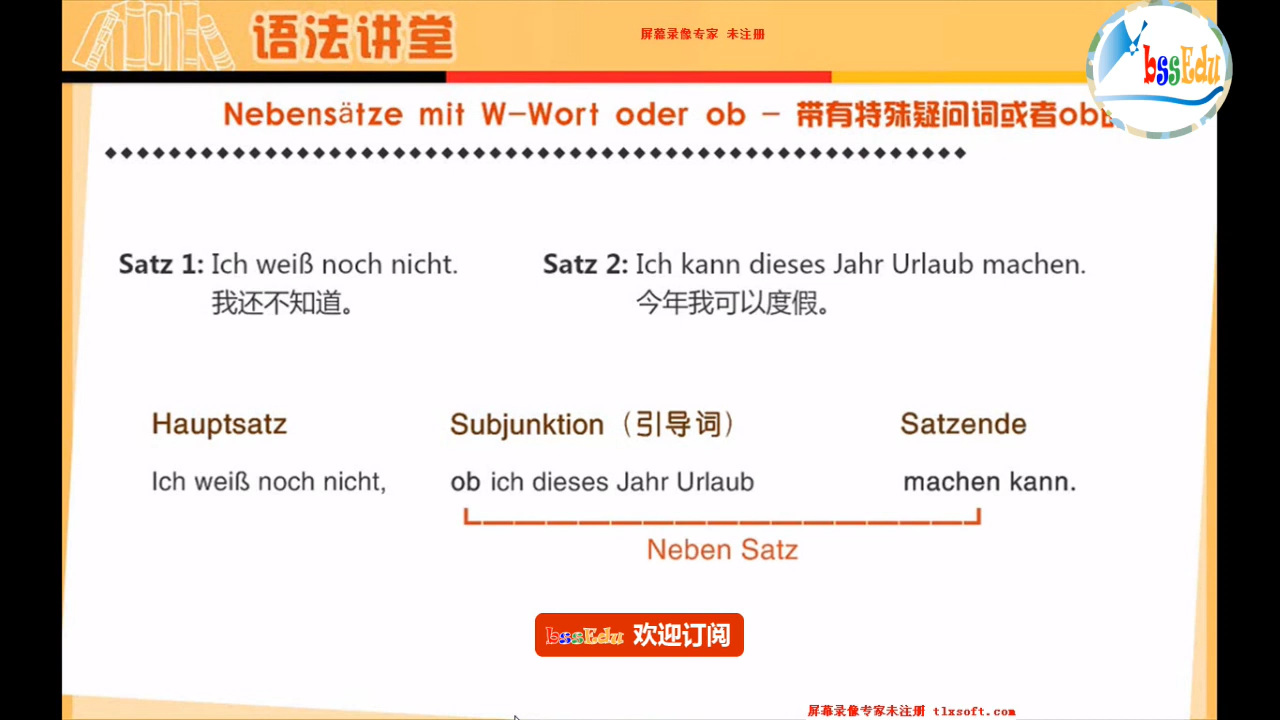 语法讲堂
屏幕录像专家 未注册
bssEdu
Nebensätze mit W-Wort oder ob - 带有特殊疑问词或者ob
Satz 1: Ich weiß noch nicht.
我还不知道。
Satz 2: Ich kann dieses Jahr Urlaub machen.
今年我可以度假。
Hauptsatz
Subjunktion（引导词）
Satzende
Ich weiß noch nicht,
ob ich dieses Jahr Urlaub
machen kann.
Neben Satz
bssEdu 欢迎订阅
屏幕录像专家未注册 tlxsoft.com